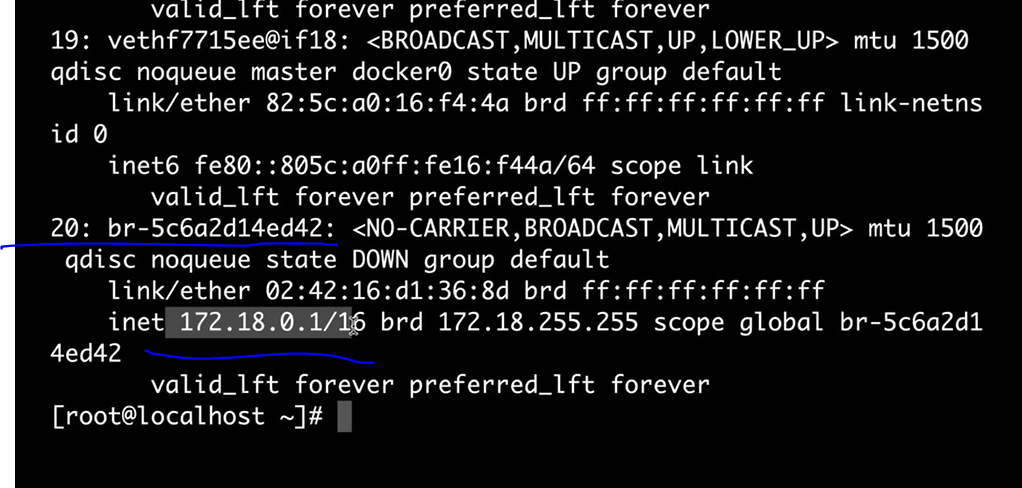 valid_lft forever preferred_lft forever
19: vethf7715ee@if18: <BROADCAST,MULTICAST,UP,LOWER_UP> mtu 1500
qdisc noqueue master docker0 state UP group default
link/ether 82:5c:a0:16:f4:4a brd ff:ff:ff:ff:ff:ff link-netns
id 0
inet6 fe80::805c:a0ff:fe16:f44a/64 scope link
valid_lft forever preferred_lft forever
20: br-5c6a2d14ed42: <NO-CARRIER,BROADCAST,MULTICAST,UP> mtu 1500
qdisc noqueue state DOWN group default
link/ether 02:42:16:d1:36:8d brd ff:ff:ff:ff:ff:ff
inet 172.18.0.1/16 brd 172.18.255.255 scope global br-5c6a2d1
4ed42
valid_lft forever preferred_lft forever
[root@localhost ~]#